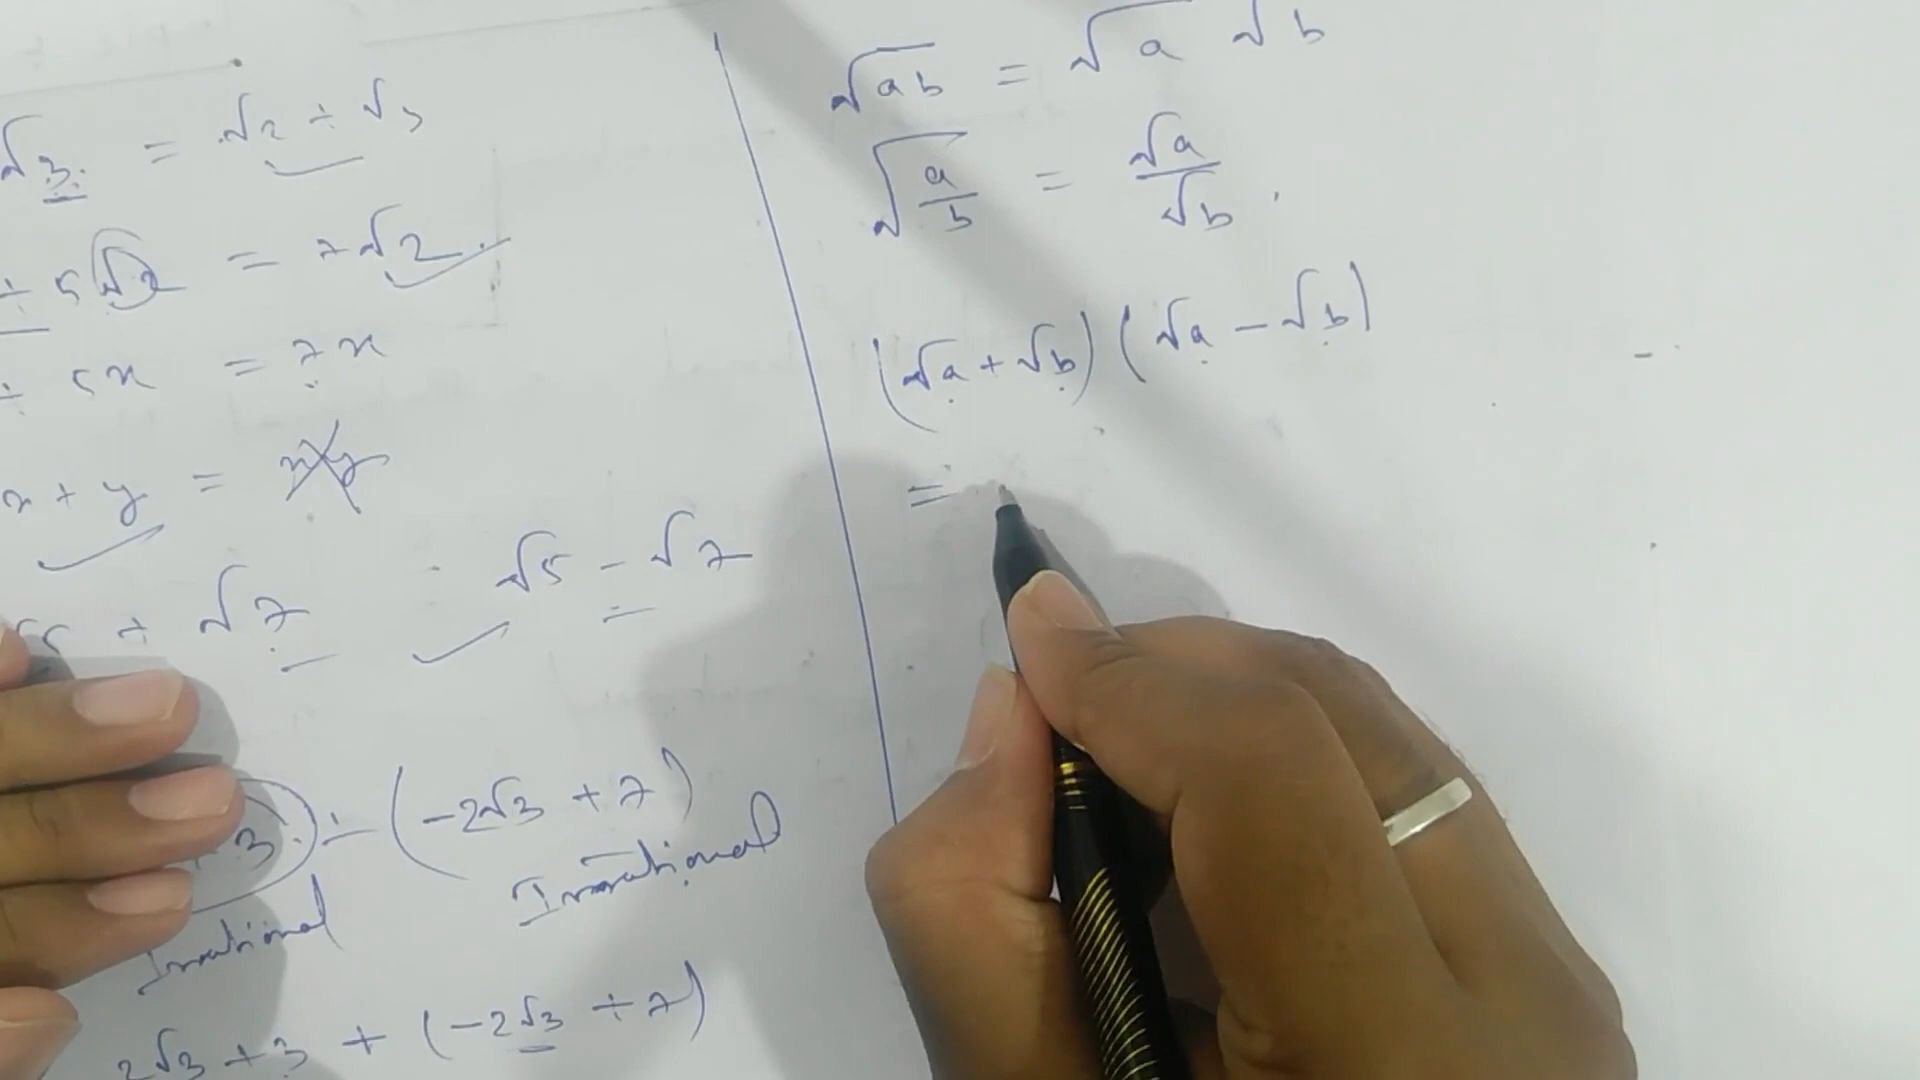 √3 = √2 + √3
+ 5√2 = 7√2
+ 5x = 7x
x + y = xy
√5 + √7 √5 - √7
+ 3) + (-2√3 + 7)
Irrational Irrational
2√3 + 3 + (-2√3 + 7)
√ab = √a √b
√a/b = √a/√b
(√a + √b) (√a - √b)
=